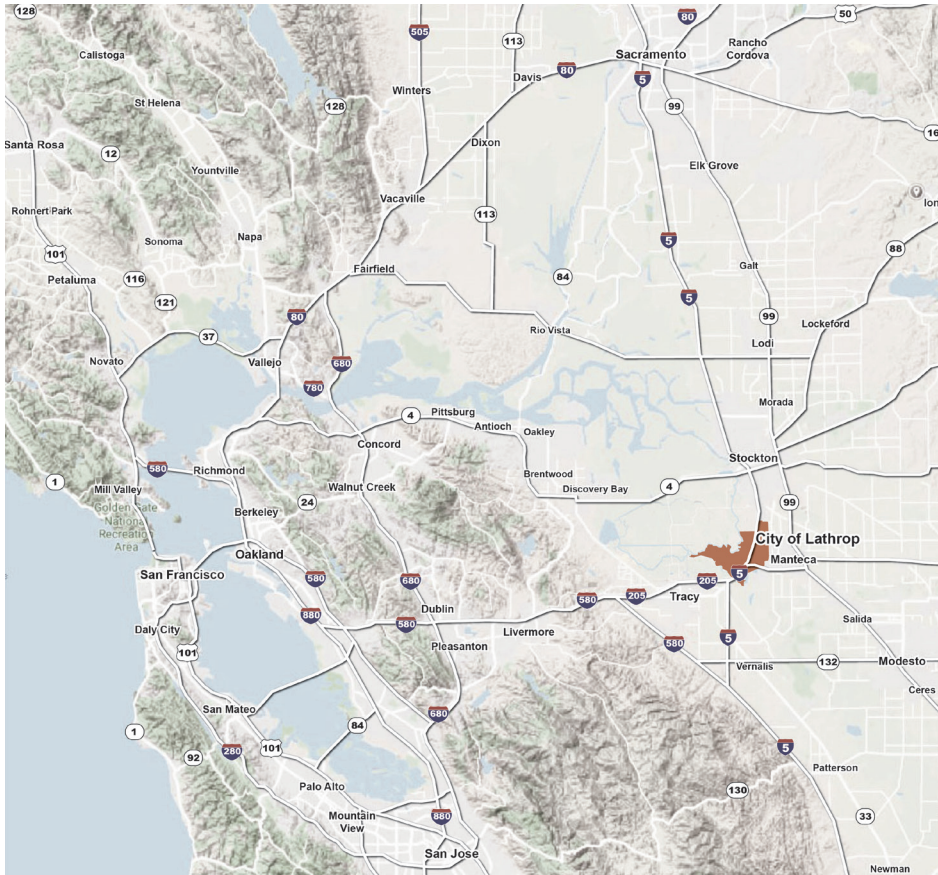 128
50
80
505
113
Calistoga
Sacramento
Rancho
Cordova
Davis
80
5
Winters
St Helena
128
99
16
Santa Rosa
Dixon
12
Elk Grove
Yountville
Vacaville
Ion
Rohnert Park
113
Sonoma
Napa
5
88
101
Petaluma
116
Fairfield
Galt
84
121
5
80
99
Lockeford
Rio Vista
37
Lodi
Novato
Vallejo
680
780
Morada
4
Pittsburg
Antioch
Oakley
Concord
Stockton
580
Richmond
1
Mill Valley
Walnut Creek
Brentwood
Discovery Bay
4
24
99
Golden Gate
National
Recreation
Area
Berkeley
City of Lathrop
Oakland
Manteca
San Francisco
580
680
205
5
Tracy
580
205
880
Dublin
580
Livermore
Salida
Daly City
101
Pleasanton
580
5
Vernalis
132
Modesto
Ceres
San Mateo
680
1
84
92
280
101
5
Patterson
Palo Alto
130
Mountain
View
880
33
San Jose
Newman